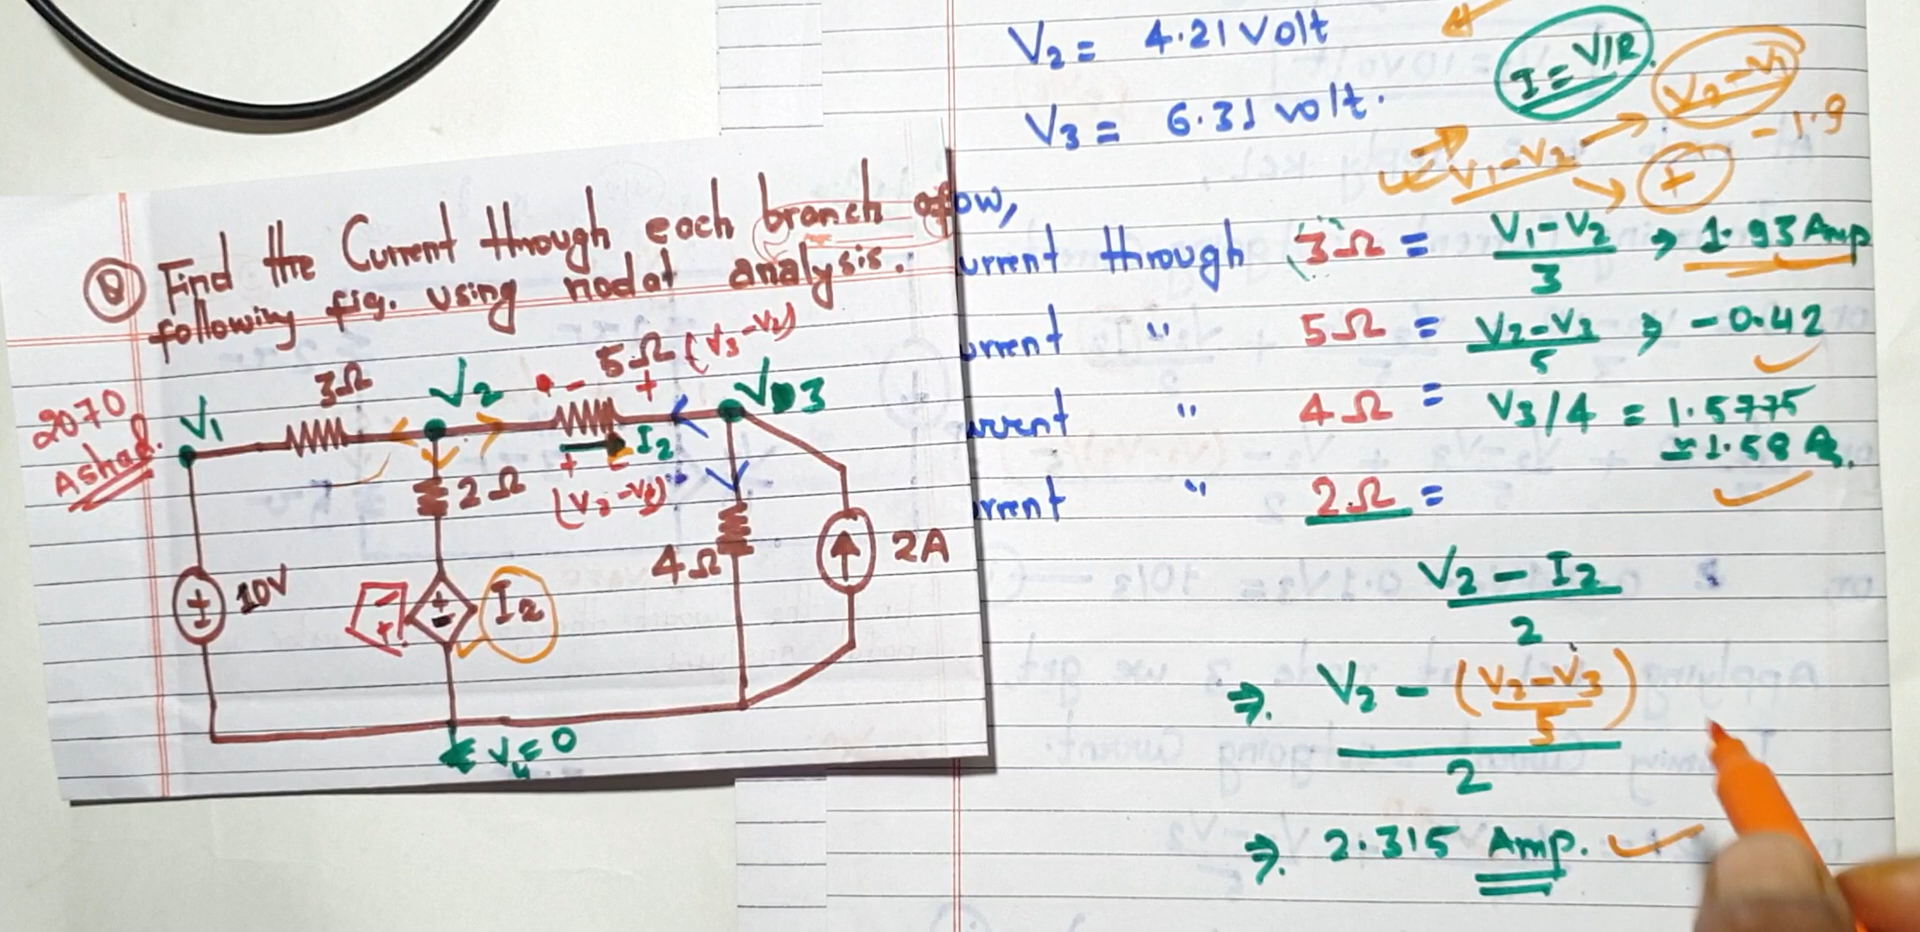 V2 = 4.21 Volt
V3 = 6.31 volt.
I = V/R.
V2-V1
-1.9
V1-V2
+
Q) Find the Current through each branch of
following fig. using nodal analysis.
2070
Ashad.
V1
3Ω
V2
5Ω (V3-V2)
- +
V3
I2
+ -
2Ω
4Ω
2A
10V
±
-
+
±
I2
V4=0
ow,
urrent through 3Ω = V1-V2/3 → 1.93 Amp
urrent " 5Ω = V2-V3/5 ⇒ -0.42
urrent " 4Ω = V3/4 = 1.5775
≈ 1.58 A.
rrent " 2Ω =
V2 - I2
2
⇒. V2 - (V2-V3/5)
2
⇒. 2.315 Amp.